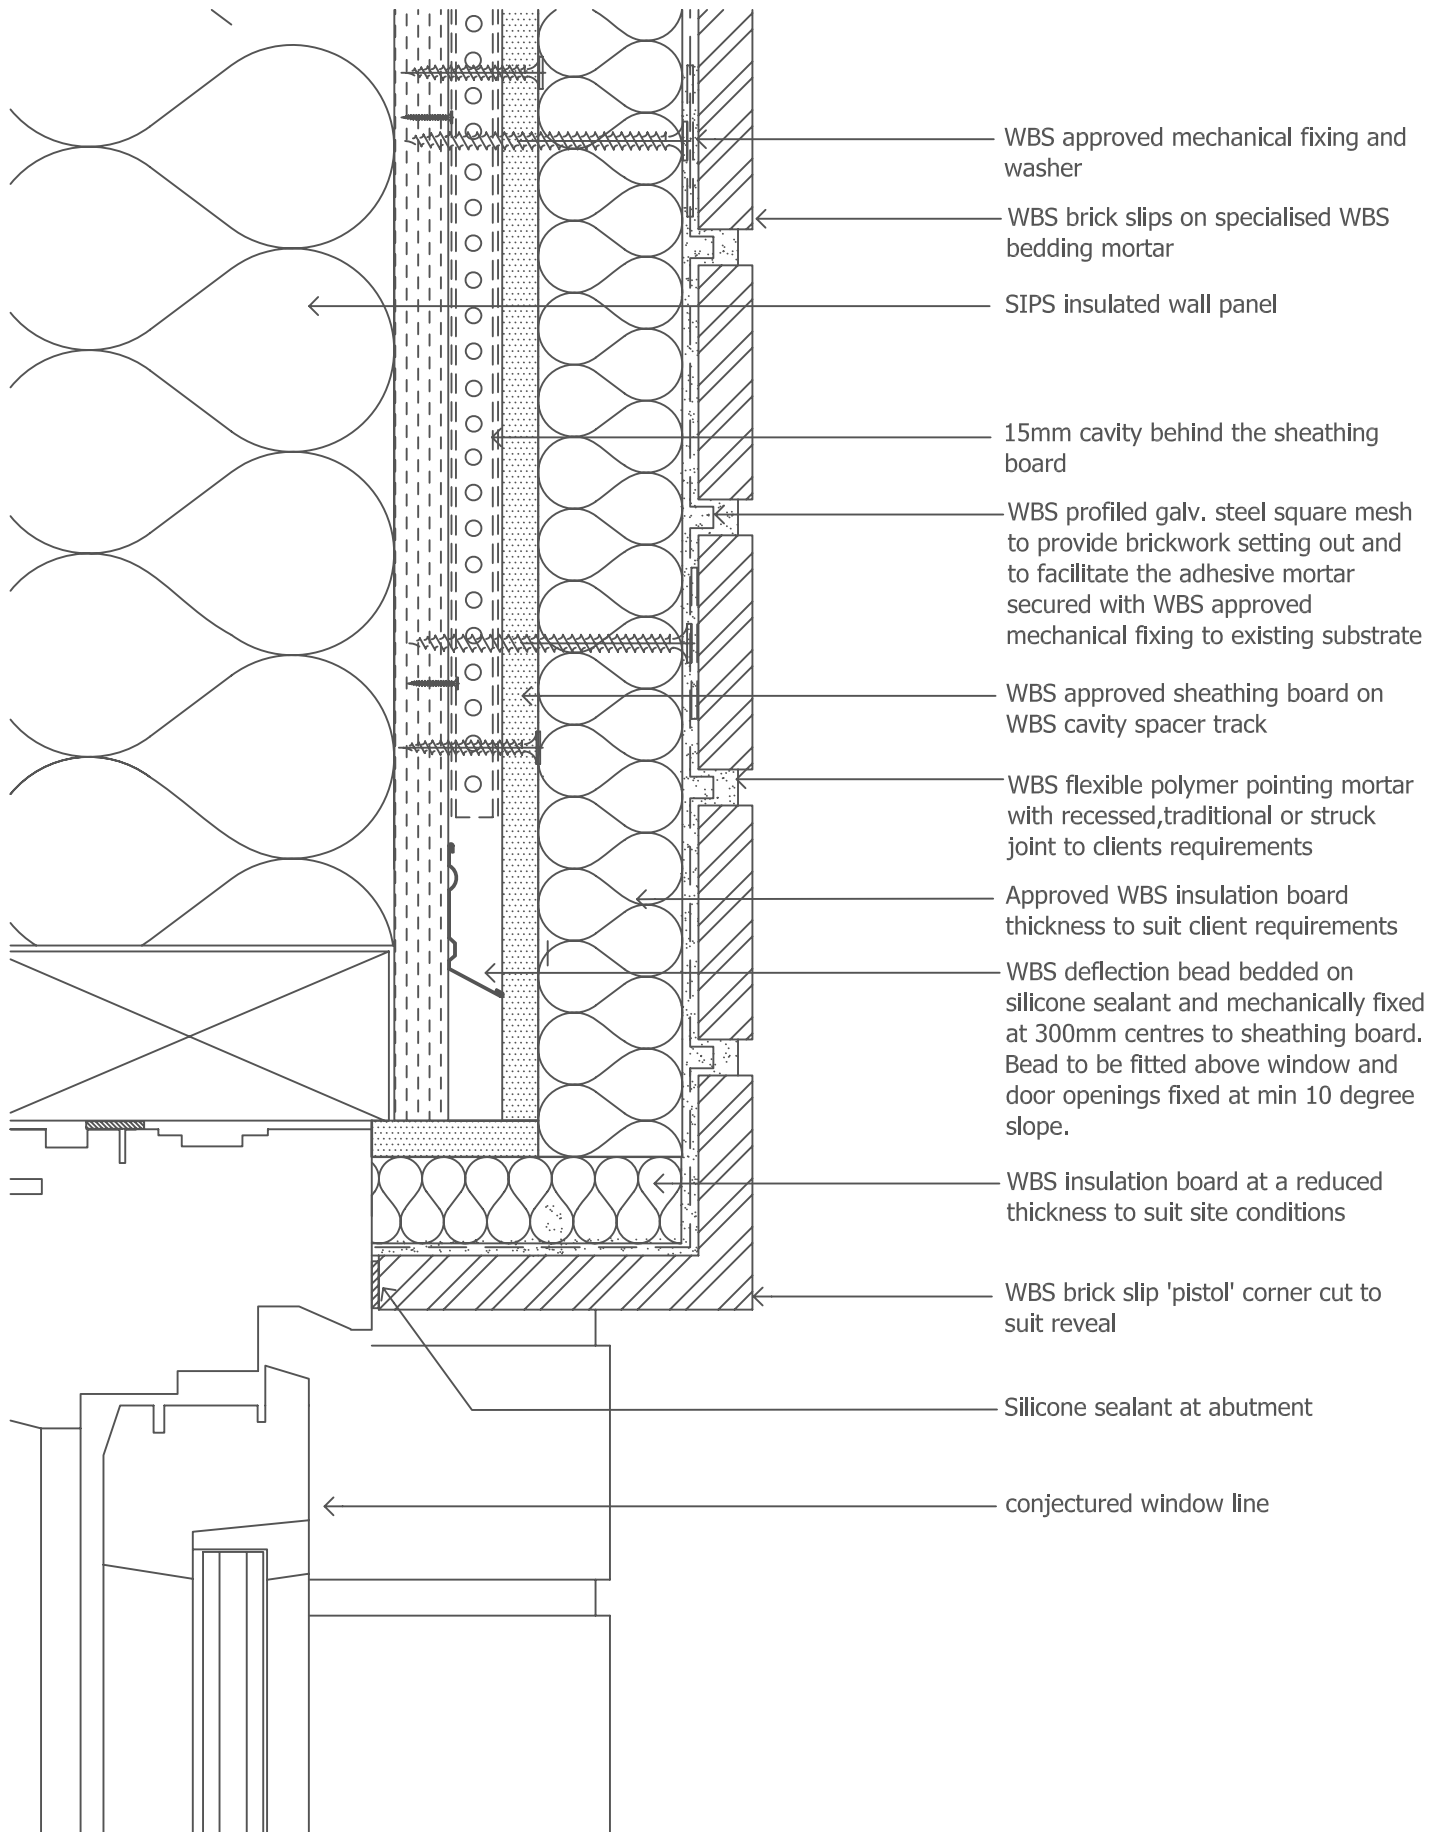 WBS approved mechanical fixing and
washer
WBS brick slips on specialised WBS
bedding mortar
SIPS insulated wall panel
15mm cavity behind the sheathing
board
WBS profiled galv. steel square mesh
to provide brickwork setting out and
to facilitate the adhesive mortar
secured with WBS approved
mechanical fixing to existing substrate
WBS approved sheathing board on
WBS cavity spacer track
WBS flexible polymer pointing mortar
with recessed,traditional or struck
joint to clients requirements
Approved WBS insulation board
thickness to suit client requirements
WBS deflection bead bedded on
silicone sealant and mechanically fixed
at 300mm centres to sheathing board.
Bead to be fitted above window and
door openings fixed at min 10 degree
slope.
WBS insulation board at a reduced
thickness to suit site conditions
WBS brick slip 'pistol' corner cut to
suit reveal
Silicone sealant at abutment
conjectured window line